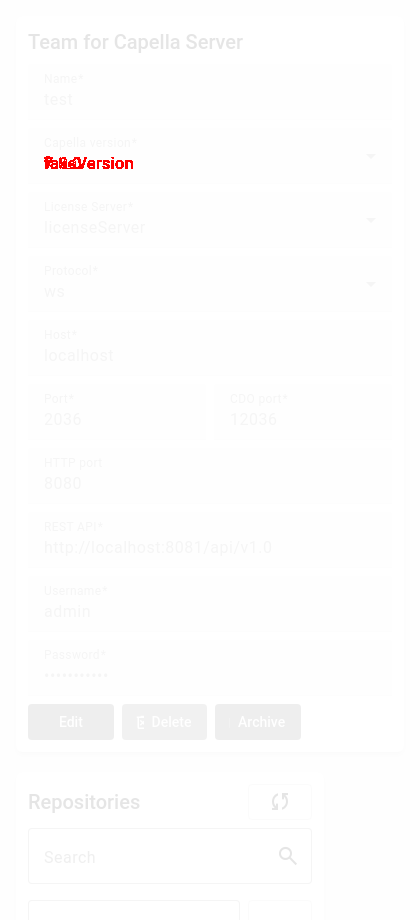 Team for Capella Server
Name*
test
Capella version*
License Server*
licenseServer
Protocol*
ws
Host*
localhost
Port*
2036
CDO port*
12036
HTTP port
8080
REST API*
http://localhost:8081/api/v1.0
Username*
admin
Password*
•••••••••••
Edit
Delete
Archive
Repositories
Search